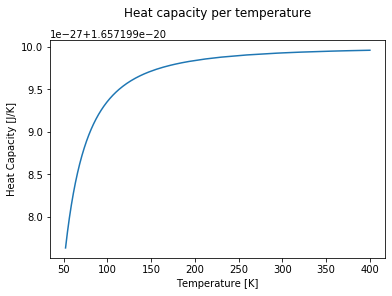 Heat capacity per temperature
1e-27+1.657199e-20
10.0
9.5
9.0
8.5
8.0
Heat Capacity [J/K]
50 100 150 200 250 300 350 400
Temperature [K]